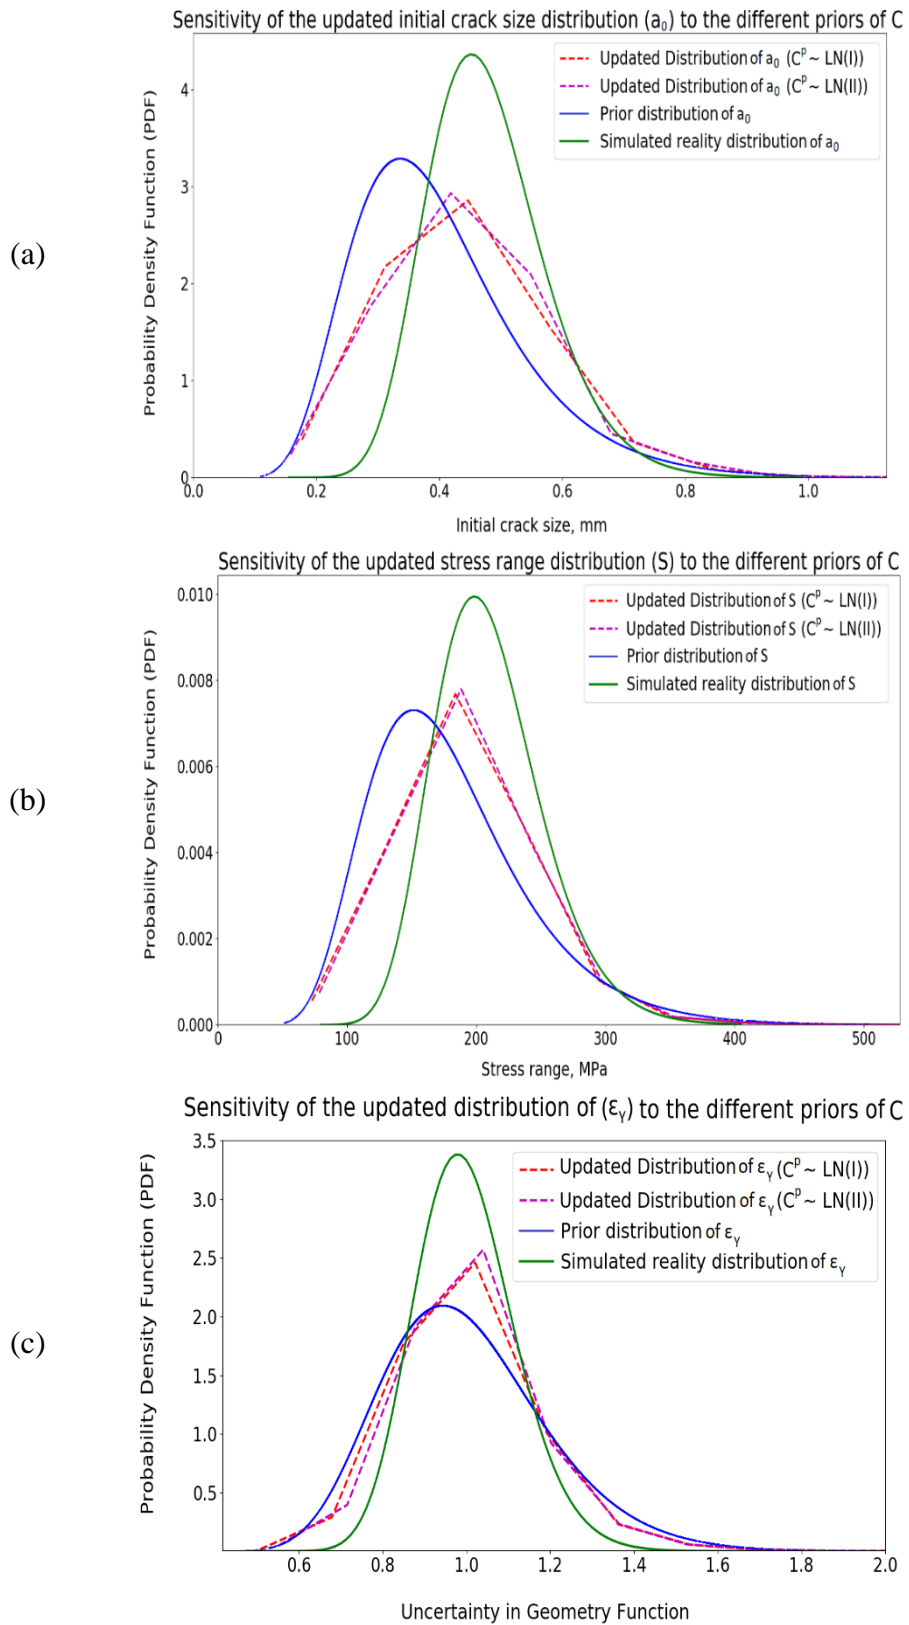 Sensitivity of the updated initial crack size distribution (a₀) to the different priors of C
(a)
Probability Density Function (PDF)
4
3
2
1
0
Updated Distribution of a₀ (Cᵖ ~ LN(I))
Updated Distribution of a₀ (Cᵖ ~ LN(II))
Prior distribution of a₀
Simulated reality distribution of a₀
0.0 0.2 0.4 0.6 0.8 1.0
Initial crack size, mm
Sensitivity of the updated stress range distribution (S) to the different priors of C
(b)
Probability Density Function (PDF)
0.010
0.008
0.006
0.004
0.002
0.000
Updated Distribution of S (Cᵖ ~ LN(I))
Updated Distribution of S (Cᵖ ~ LN(II))
Prior distribution of S
Simulated reality distribution of S
0 100 200 300 400 500
Stress range, MPa
Sensitivity of the updated distribution of (εᵧ) to the different priors of C
(c)
Probability Density Function (PDF)
3.5
3.0
2.5
2.0
1.5
1.0
0.5
Updated Distribution of εᵧ (Cᵖ ~ LN(I))
Updated Distribution of εᵧ (Cᵖ ~ LN(II))
Prior distribution of εᵧ
Simulated reality distribution of εᵧ
0.6 0.8 1.0 1.2 1.4 1.6 1.8 2.0
Uncertainty in Geometry Function